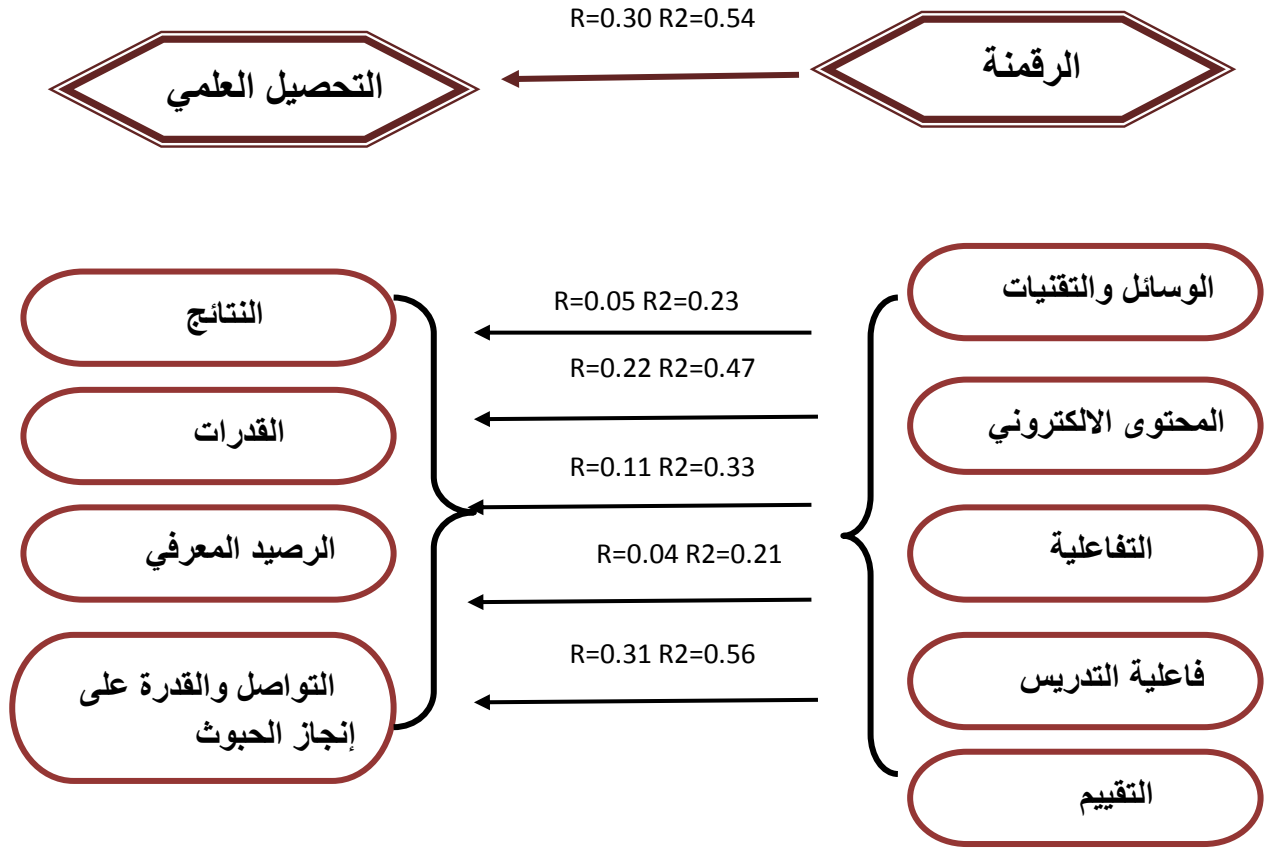 R=0.30 R2=0.54
الرقمنة
التحصيل العلمي
الوسائل والتقنيات
R=0.05 R2=0.23
النتائج
R=0.22 R2=0.47
المحتوى الالكتروني
القدرات
R=0.11 R2=0.33
التفاعلية
R=0.04 R2=0.21
الرصيد المعرفي
فاعلية التدريس
R=0.31 R2=0.56
التواصل والقدرة على
إنجاز الحبوث
التقييم